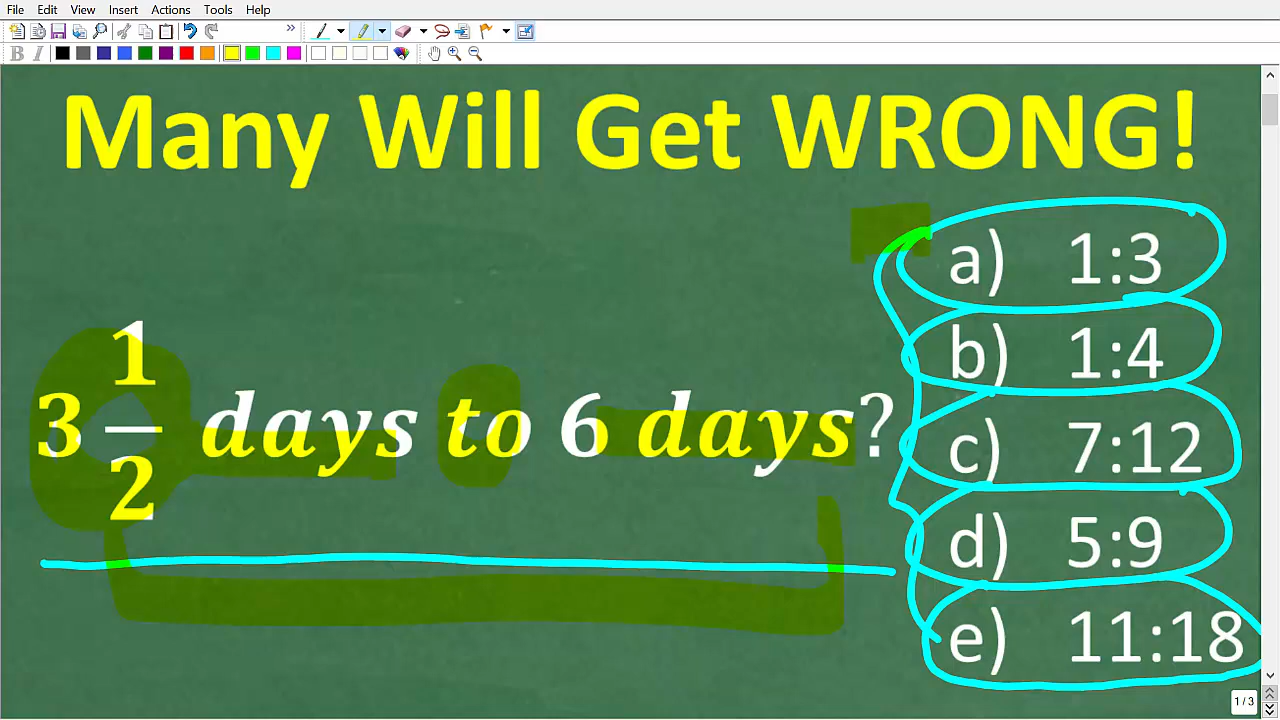 File Edit View Insert Actions Tools Help
B I
Many Will Get WRONG!
3 1/2 days to 6 days?
a) 1:3
b) 1:4
c) 7:12
d) 5:9
e) 11:18
1 / 3